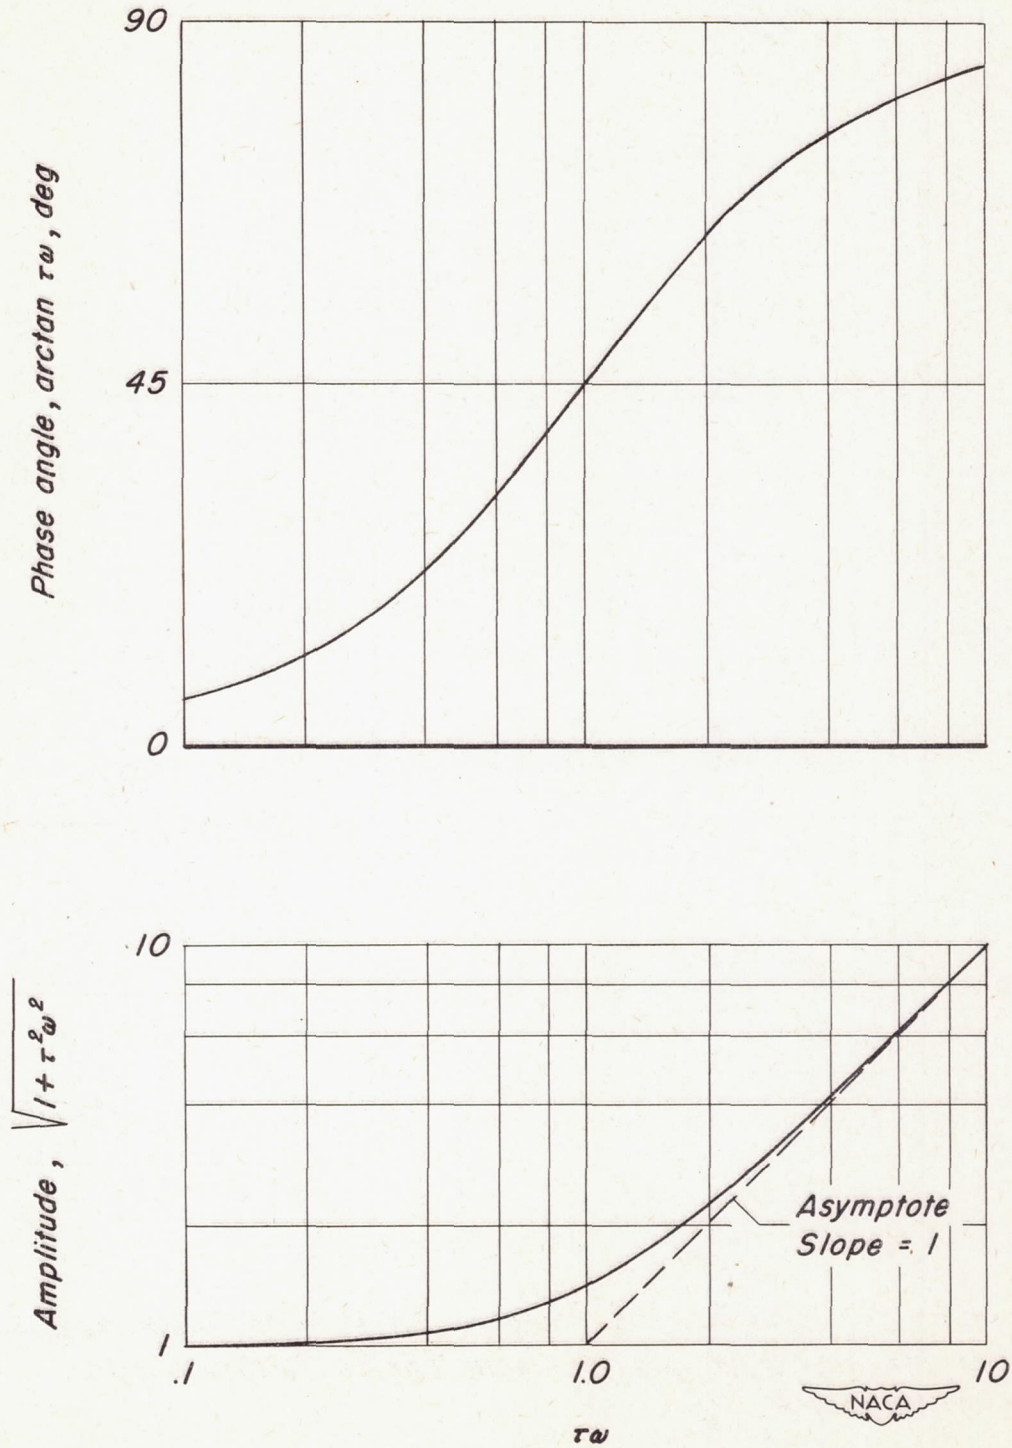 90
Phase angle, arctan τω, deg
45
0
10
Amplitude, √1+τ²ω²
Asymptote
Slope = 1
1
.1
1.0
10
NACA
τω